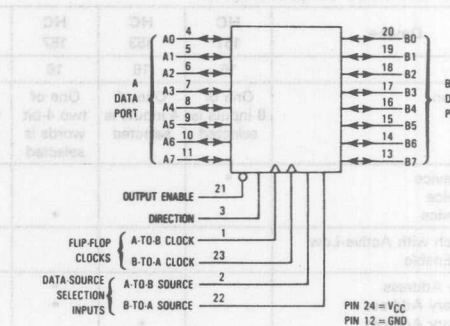 A0 4 20 B0
A1 5 19 B1
A2 6 18 B2
A3 7 17 B3
A4 8 16 B4
A5 9 15 B5
A6 10 14 B6
A7 11 13 B7
A
DATA
PORT
B
OUTPUT ENABLE 21
DIRECTION 3
FLIP-FLOP
CLOCKS
A-TO-B CLOCK 1
B-TO-A CLOCK 23
DATA-SOURCE
SELECTION
INPUTS
A-TO-B SOURCE 2
B-TO-A SOURCE 22
PIN 24 = VCC
PIN 12 = GND